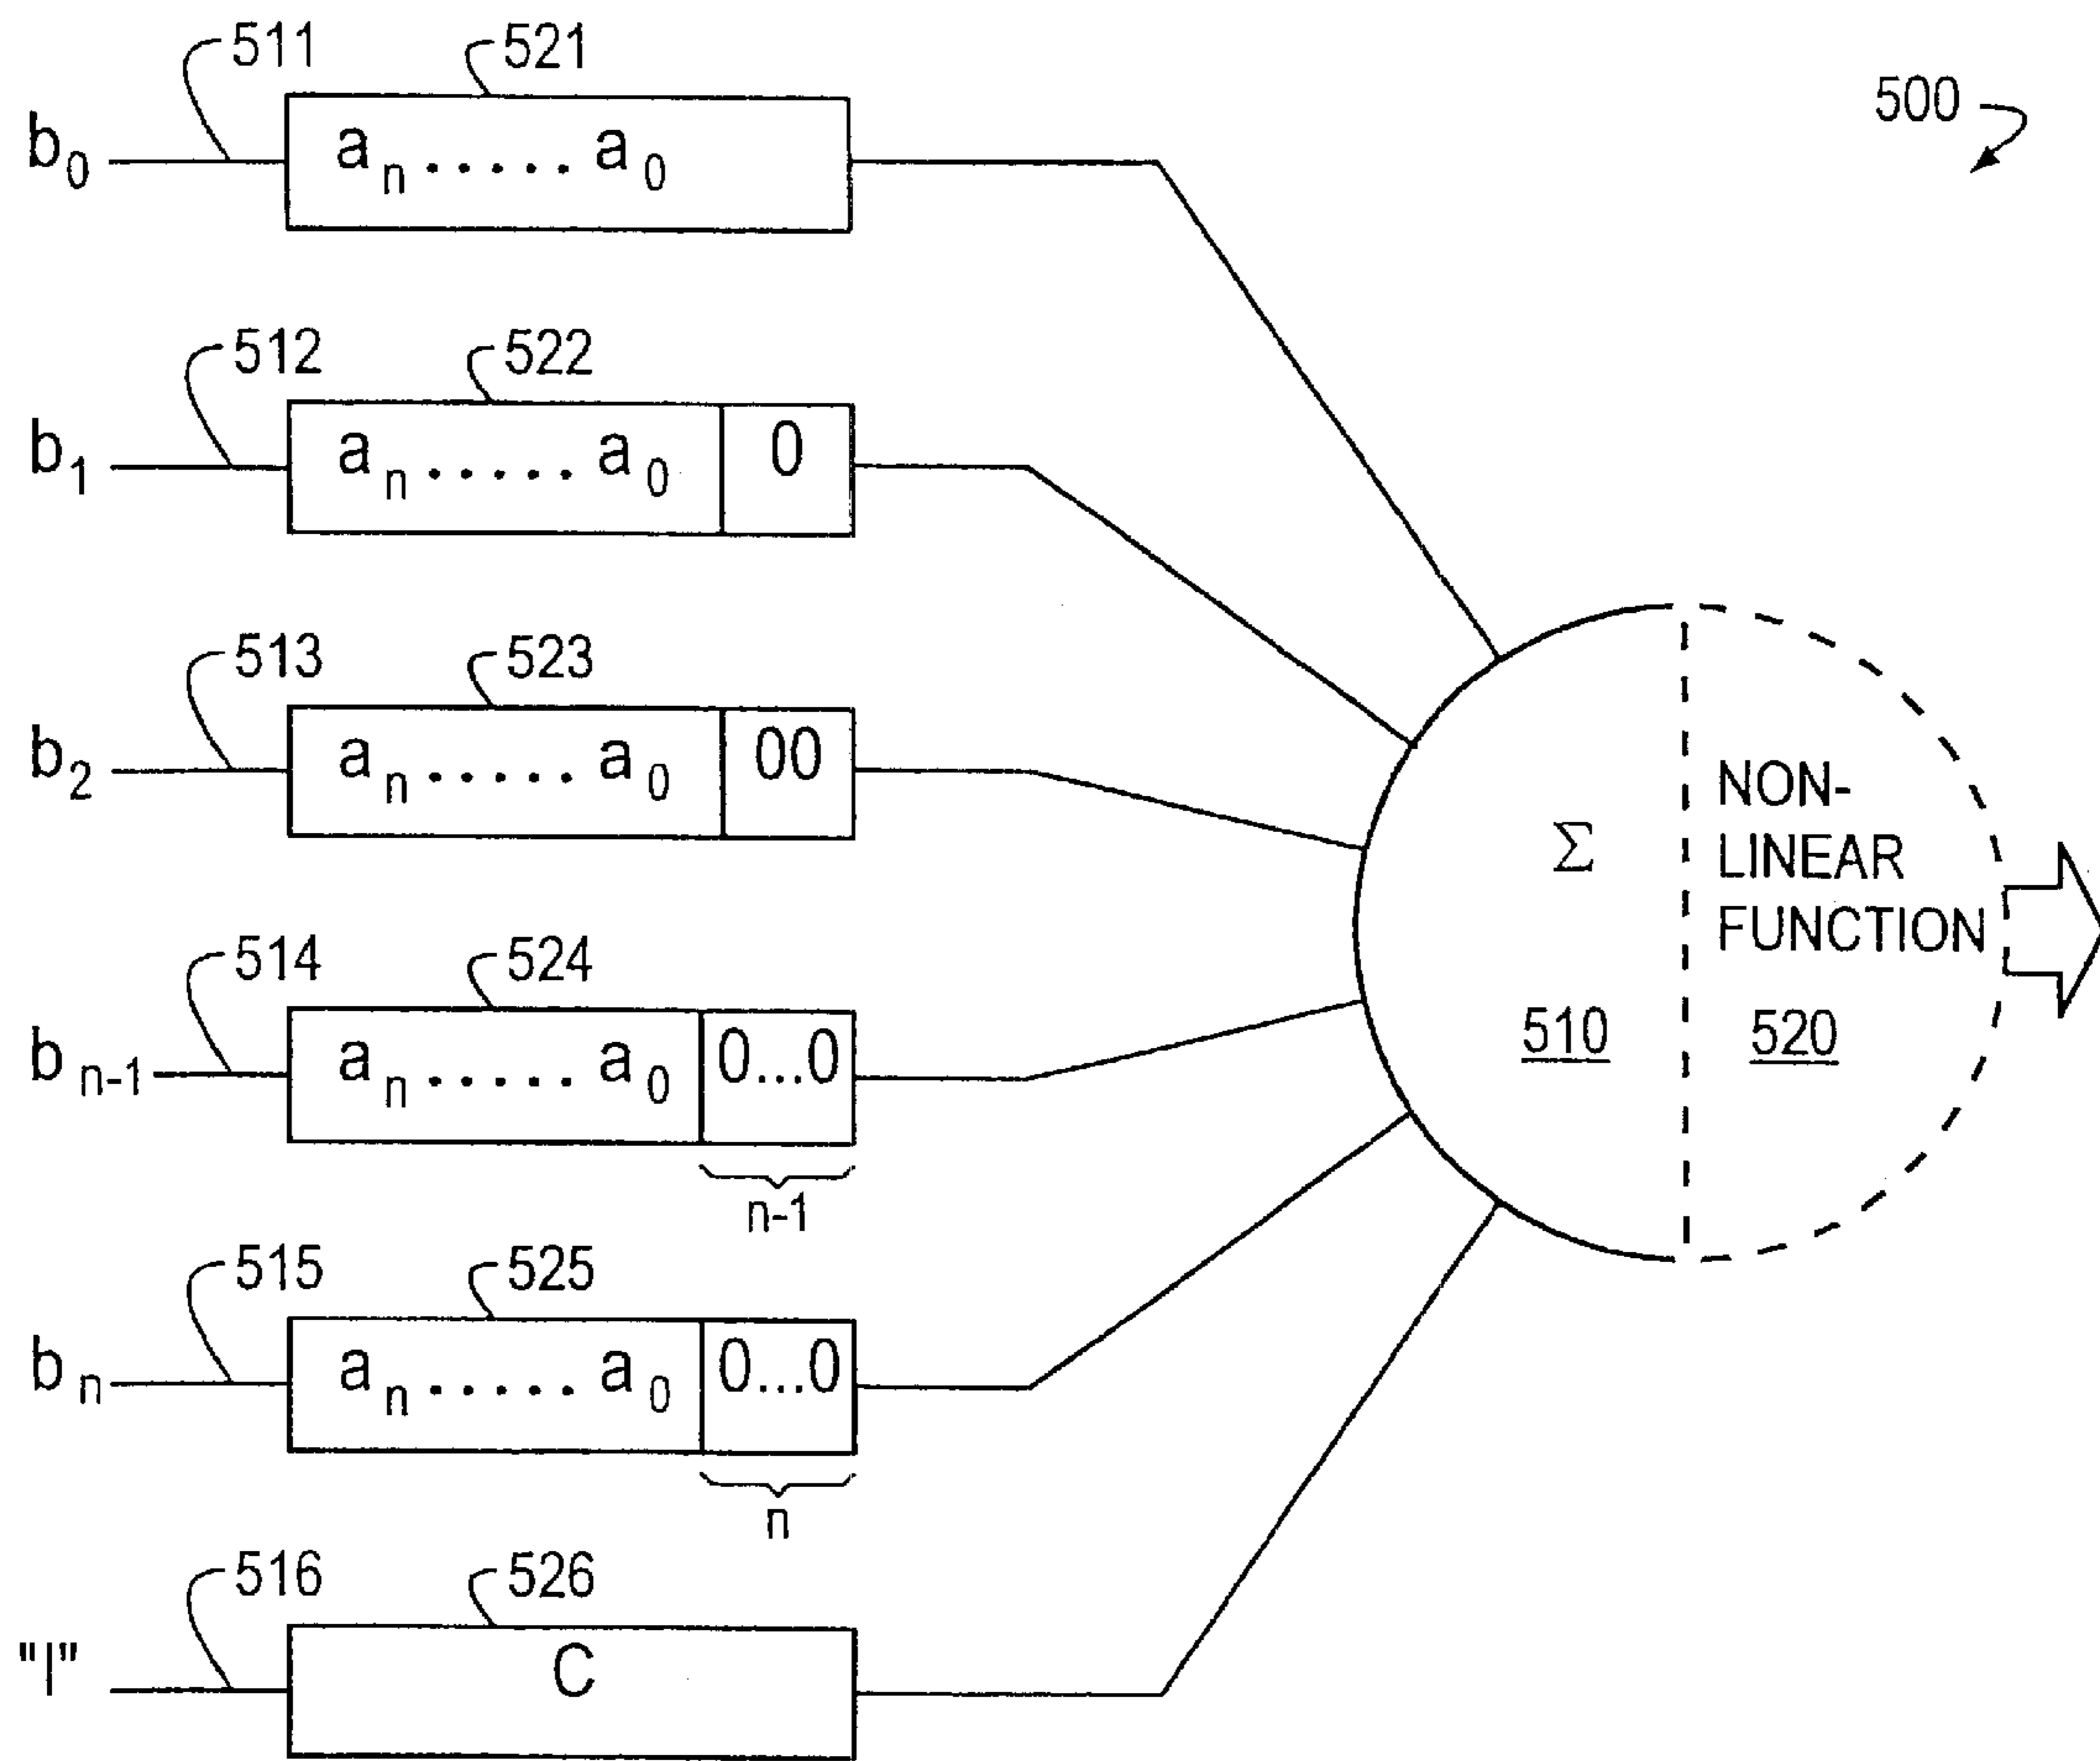 511 521
500
b0 an.....a0
512 522
b1 an.....a0 0
513 523
b2 an.....a0 00
Σ
NON-
LINEAR
FUNCTION
510 520
514 524
bn-1 an.....a0 0...0
n-1
515 525
bn an.....a0 0...0
n
516 526
"I" C